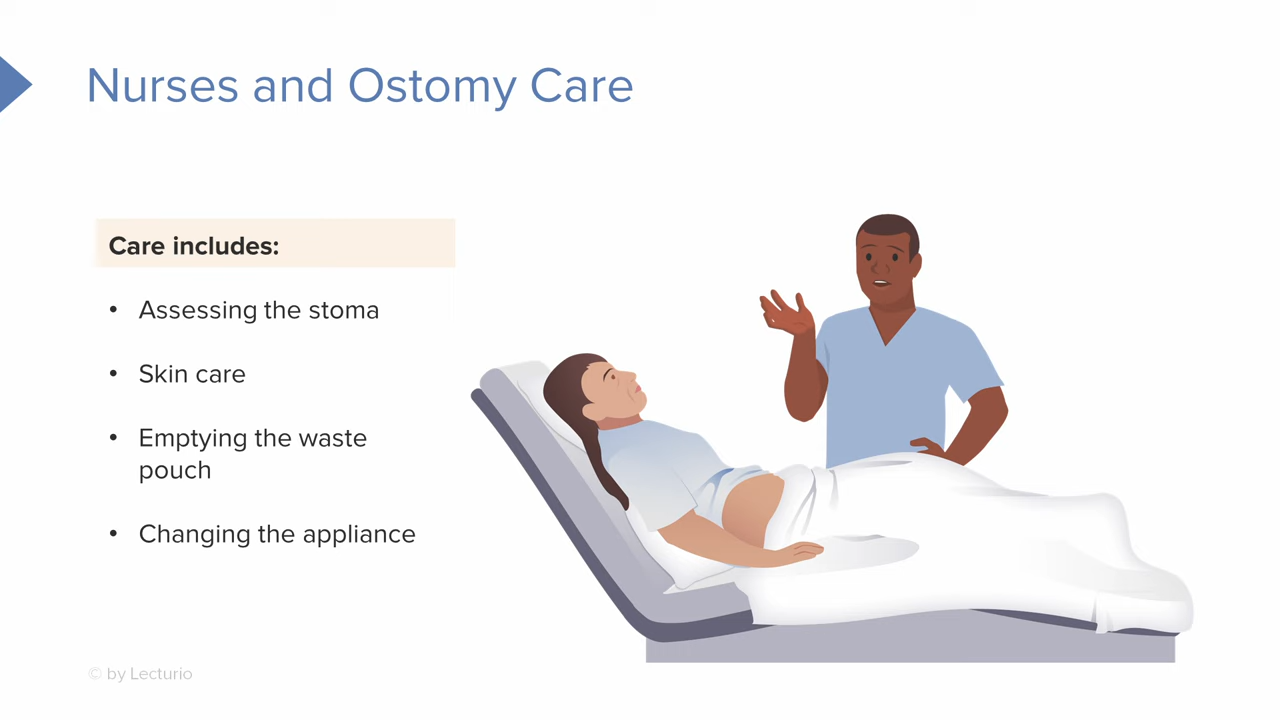 Nurses and Ostomy Care
Care includes:
• Assessing the stoma
• Skin care
• Emptying the waste
pouch
• Changing the appliance
© by Lecturio